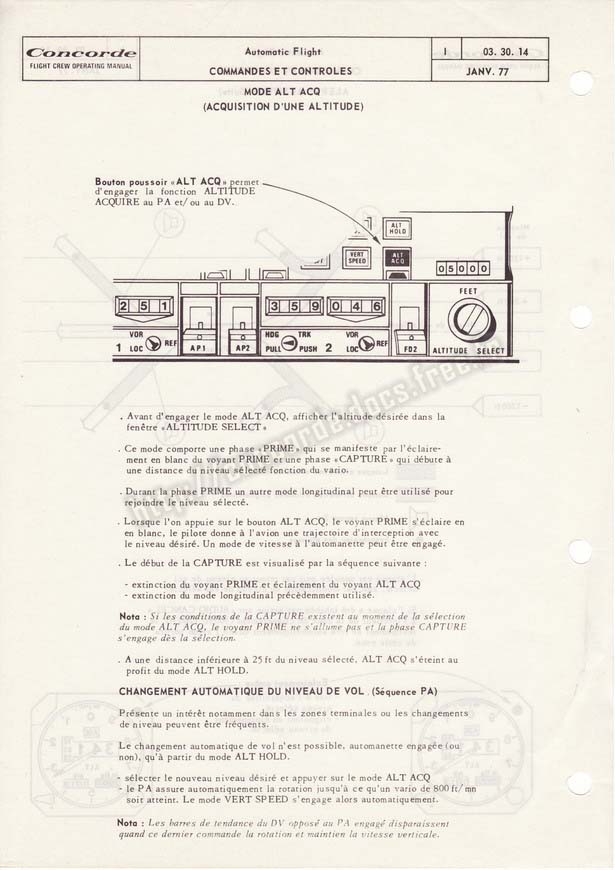 Concorde
FLIGHT CREW OPERATING MANUAL
Automatic Flight
COMMANDES ET CONTROLES
I
03. 30. 14
JANV. 77
MODE ALT ACQ
(ACQUISITION D'UNE ALTITUDE)
Bouton poussoir «ALT ACQ» permet
d'engager la fonction ALTITUDE
ACQUIRE au PA et/ou au DV.
ALT
HOLD
VERT
SPEED
ALT
ACQ
05000
FEET
251
359
046
VOR
1 LOC
REF
AP1
AP2
HDG TRK
PULL PUSH
VOR
2 LOC
REF
FD2
ALTITUDE SELECT
. Avant d'engager le mode ALT ACQ, afficher l'altitude désirée dans la
fenêtre «ALTITUDE SELECT»
. Ce mode comporte une phase «PRIME» qui se manifeste par l'éclaire-
ment en blanc du voyant PRIME et une phase «CAPTURE» qui débute à
une distance du niveau sélecté fonction du vario.
. Durant la phase PRIME un autre mode longitudinal peut être utilisé pour
rejoindre le niveau sélecté.
. Lorsque l'on appuie sur le bouton ALT ACQ, le voyant PRIME s'éclaire en
en blanc, le pilote donne à l'avion une trajectoire d'interception avec
le niveau désiré. Un mode de vitesse à l'automanette peut être engagé.
. Le début de la CAPTURE est visualisé par la séquence suivante :
- extinction du voyant PRIME et éclairement du voyant ALT ACQ
- extinction du mode longitudinal précèdemment utilisé.
Nota : Si les conditions de la CAPTURE existent au moment de la sélection
du mode ALT ACQ, le voyant PRIME ne s'allume pas et la phase CAPTURE
s'engage dès la sélection.
. A une distance inférieure à 25 ft du niveau sélecté, ALT ACQ s'éteint au
profit du mode ALT HOLD.
CHANGEMENT AUTOMATIQUE DU NIVEAU DE VOL (Séquence PA)
Présente un intérêt notamment dans les zones terminales ou les changements
de niveau peuvent être fréquents.
Le changement automatique de vol n'est possible, automanette engagée (ou
non), qu'à partir du mode ALT HOLD.
- sélecter le nouveau niveau désiré et appuyer sur le mode ALT ACQ
- le PA assure automatiquement la rotation jusqu'à ce qu'un vario de 800 ft/mn
soit atteint. Le mode VERT SPEED s'engage alors automatiquement.
Nota : Les barres de tendance du DV opposé au PA engagé disparaissent
quand ce dernier commande la rotation et maintien la vitesse verticale.